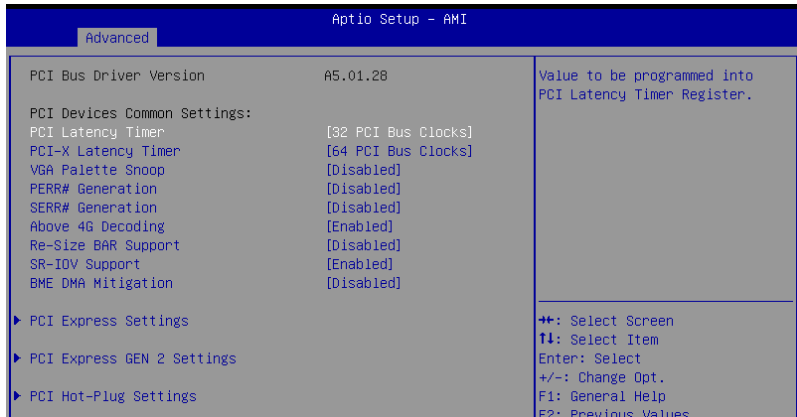 Aptio Setup – AMI
Advanced
PCI Bus Driver Version A5.01.28
PCI Devices Common Settings:
PCI Latency Timer [32 PCI Bus Clocks]
PCI-X Latency Timer [64 PCI Bus Clocks]
VGA Palette Snoop [Disabled]
PERR# Generation [Disabled]
SERR# Generation [Disabled]
Above 4G Decoding [Enabled]
Re-Size BAR Support [Disabled]
SR-IOV Support [Enabled]
BME DMA Mitigation [Disabled]
PCI Express Settings
PCI Express GEN 2 Settings
PCI Hot-Plug Settings
Value to be programmed into
PCI Latency Timer Register.
→←: Select Screen
↑↓: Select Item
Enter: Select
+/-: Change Opt.
F1: General Help
F2: Previous Values